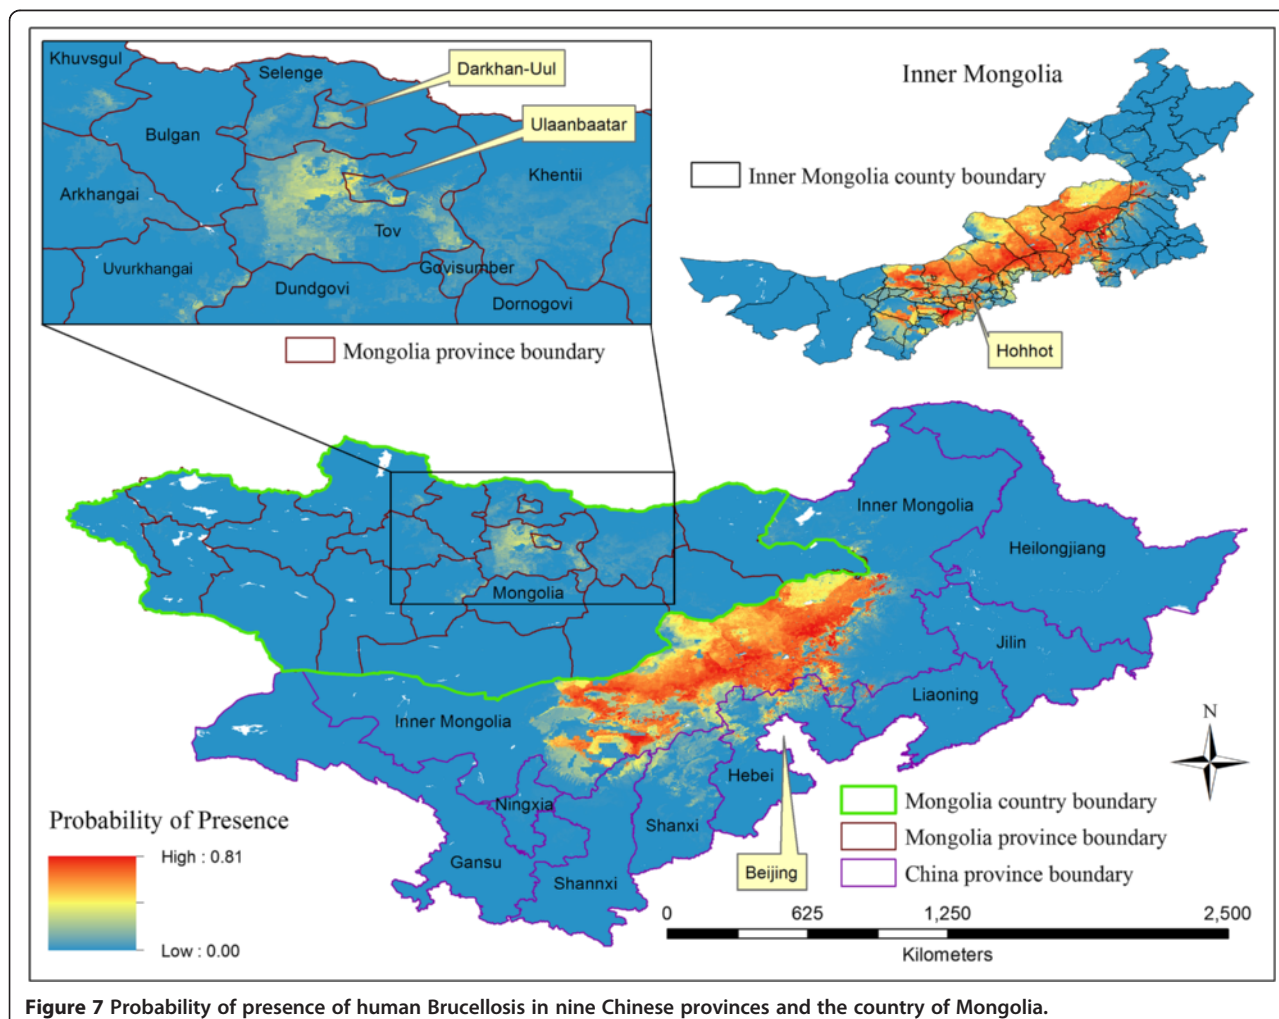 Khuvsgul
Selenge
Darkhan-Uul
Bulgan
Ulaanbaatar
Arkhangai
Khentii
Tov
Uvurkhangai
Govisumber
Dundgovi
Dornogovi
Mongolia province boundary
Inner Mongolia
Inner Mongolia county boundary
Hohhot
Inner Mongolia
Heilongjiang
Mongolia
Jilin
Liaoning
Inner Mongolia
Hebei
Ningxia
Shanxi
Gansu
Shannxi
Beijing
N
Probability of Presence
High : 0.81
Low : 0.00
Mongolia country boundary
Mongolia province boundary
China province boundary
0 625 1,250 2,500
Kilometers
Figure 7 Probability of presence of human Brucellosis in nine Chinese provinces and the country of Mongolia.